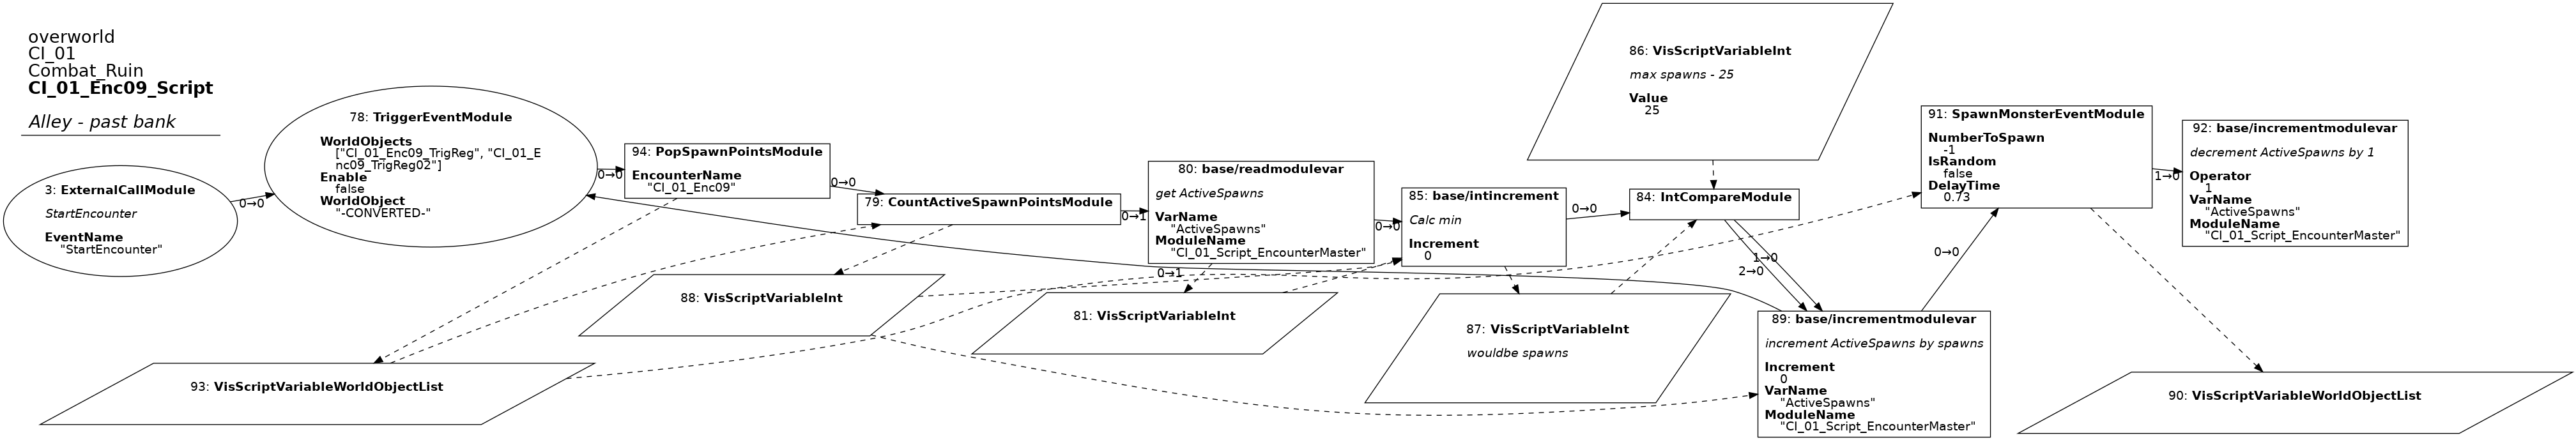 overworld
CI_01
Combat_Ruin
CI_01_Enc09_Script
Alley - past bank
3: ExternalCallModule
StartEncounter
EventName
"StartEncounter"
0→0
78: TriggerEventModule
WorldObjects
["CI_01_Enc09_TrigReg", "CI_01_E
nc09_TrigReg02"]
Enable
false
WorldObject
"-CONVERTED-"
0→0
94: PopSpawnPointsModule
EncounterName
"CI_01_Enc09"
0→0
79: CountActiveSpawnPointsModule
0→1
80: base/readmodulevar
get ActiveSpawns
VarName
"ActiveSpawns"
ModuleName
"CI_01_Script_EncounterMaster"
0→0
85: base/intincrement
Calc min
Increment
0
0→0
86: VisScriptVariableInt
max spawns - 25
Value
25
84: IntCompareModule
1→0
2→0
0→1
88: VisScriptVariableInt
81: VisScriptVariableInt
87: VisScriptVariableInt
wouldbe spawns
93: VisScriptVariableWorldObjectList
89: base/incrementmodulevar
increment ActiveSpawns by spawns
Increment
0
VarName
"ActiveSpawns"
ModuleName
"CI_01_Script_EncounterMaster"
0→0
91: SpawnMonsterEventModule
NumberToSpawn
-1
IsRandom
false
DelayTime
0.73
1→0
92: base/incrementmodulevar
decrement ActiveSpawns by 1
Operator
1
VarName
"ActiveSpawns"
ModuleName
"CI_01_Script_EncounterMaster"
90: VisScriptVariableWorldObjectList